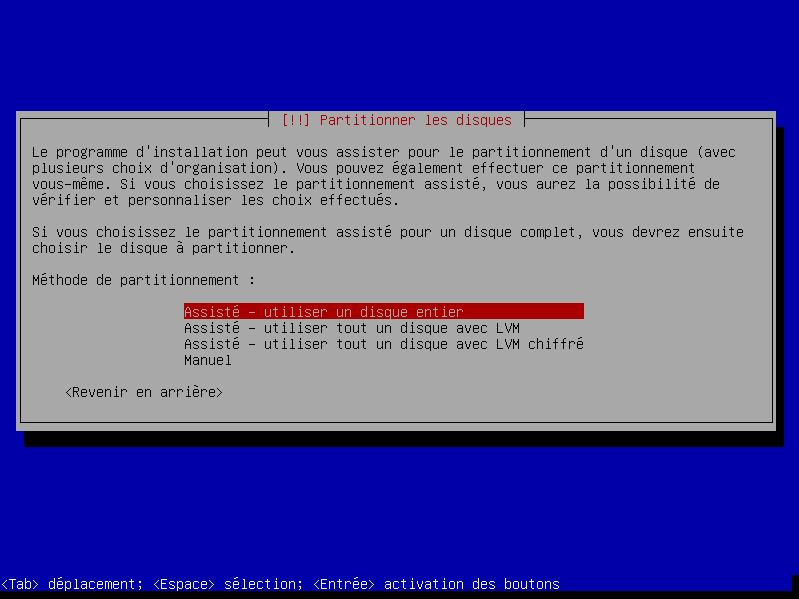 [!!] Partitionner les disques
Le programme d'installation peut vous assister pour le partitionnement d'un disque (avec
plusieurs choix d'organisation). Vous pouvez également effectuer ce partitionnement
vous-même. Si vous choisissez le partitionnement assisté, vous aurez la possibilité de
vérifier et personnaliser les choix effectués.
Si vous choisissez le partitionnement assisté pour un disque complet, vous devrez ensuite
choisir le disque à partitionner.
Méthode de partitionnement :
Assisté - utiliser un disque entier
Assisté - utiliser tout un disque avec LVM
Assisté - utiliser tout un disque avec LVM chiffré
Manuel
<Revenir en arrière>
<Tab> déplacement; <Espace> sélection; <Entrée> activation des boutons